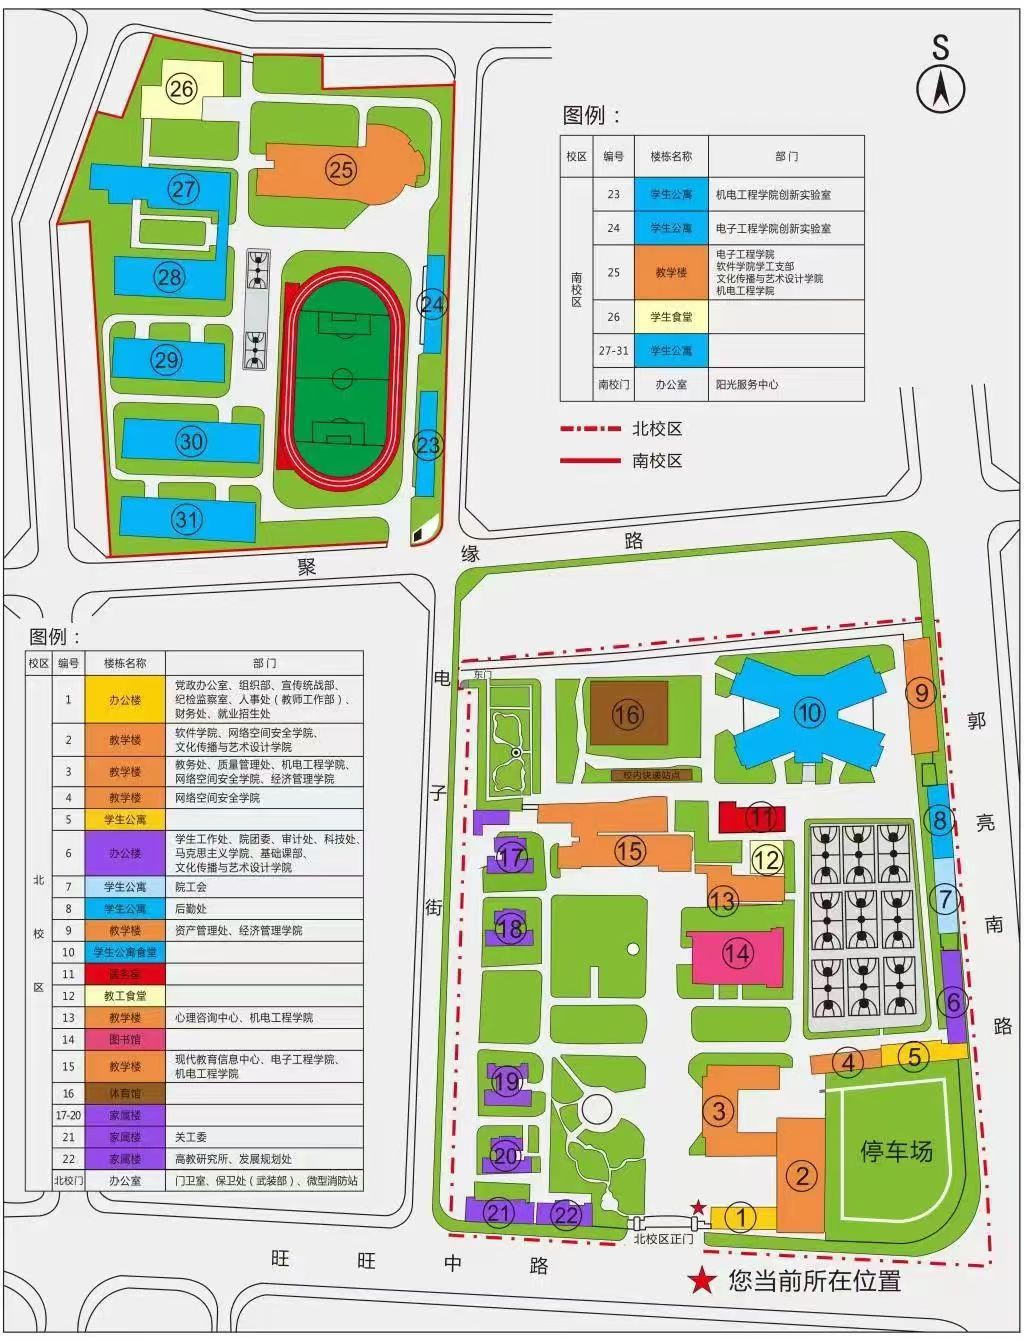 S
图例：
校区 编号 楼栋名称 部 门
南校区
23 学生公寓 机电工程学院创新实验室
24 学生公寓 电子工程学院创新实验室
25 教学楼 电子工程学院
软件学院学工支部
文化传播与艺术设计学院
机电工程学院
26 学生食堂
27-31 学生公寓
南校门 办公室 阳光服务中心
北校区
南校区
26
25
27
28
24
29
30
23
31
聚 缘 路
图例：
校区 编号 楼栋名称 部 门
北校区
1 办公楼 党政办公室、组织部、宣传统战部、
纪检监察室、人事处（教师工作部）、
财务处、就业招生处
2 教学楼 软件学院、网络空间安全学院、
文化传播与艺术设计学院
3 教学楼 教务处、质量管理处、机电工程学院、
网络空间安全学院、经济管理学院
4 教学楼 网络空间安全学院
5 学生公寓
6 办公楼 学生工作处、院团委、审计处、科技处、
马克思主义学院、基础课部、
文化传播与艺术设计学院
7 学生公寓 院工会
8 学生公寓 后勤处
9 教学楼 资产管理处、经济管理学院
10 学生公寓食堂
11 医务室
12 教工食堂
13 教学楼 心理咨询中心、机电工程学院
14 图书馆
15 教学楼 现代教育信息中心、电子工程学院、
机电工程学院
16 体育馆
17-20 家属楼
21 家属楼 关工委
22 家属楼 高教研究所、发展规划处
北校门 办公室 门卫室、保卫处（武装部）、微型消防站
电子街
东门
16
10
9
校内快递站点
11
8
15
17
12
7
13
18
14
6
郭亮南路
4
5
19
3
20
2
停车场
21
22
1
北校区正门
旺 旺 中 路
您当前所在位置